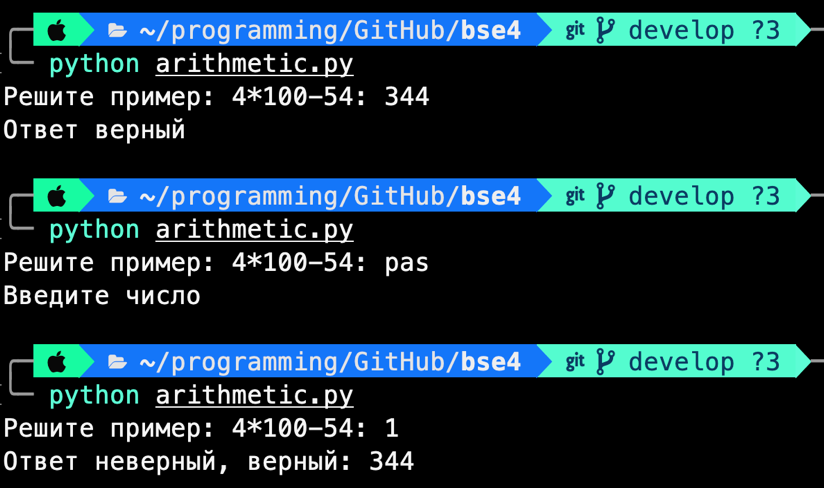 ~/programming/GitHub/bse4 git develop ?3
python arithmetic.py
Решите пример: 4*100-54: 344
Ответ верный
~/programming/GitHub/bse4 git develop ?3
python arithmetic.py
Решите пример: 4*100-54: pas
Введите число
~/programming/GitHub/bse4 git develop ?3
python arithmetic.py
Решите пример: 4*100-54: 1
Ответ неверный, верный: 344